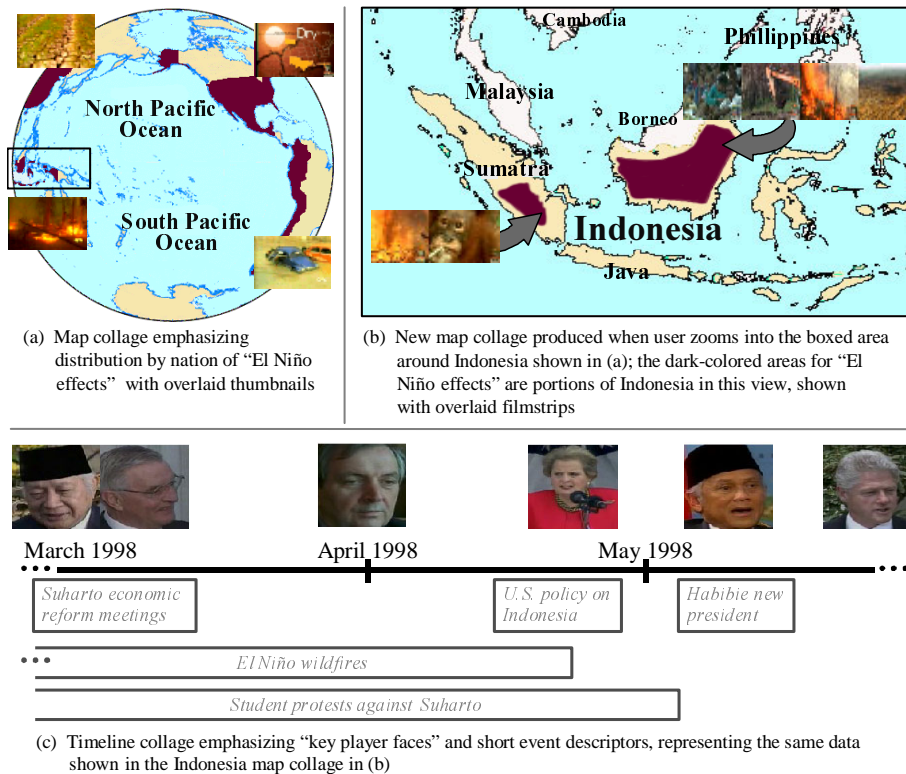 Dry
North Pacific
Ocean
South Pacific
Ocean
(a) Map collage emphasizing
distribution by nation of “El Niño
effects” with overlaid thumbnails
Cambodia
Phillippines
Malaysia
Borneo
Sumatra
Indonesia
Java
(b) New map collage produced when user zooms into the boxed area
around Indonesia shown in (a); the dark-colored areas for “El
Niño effects” are portions of Indonesia in this view, shown
with overlaid filmstrips
March 1998
April 1998
May 1998
Suharto economic
reform meetings
U.S. policy on
Indonesia
Habibie new
president
El Niño wildfires
Student protests against Suharto
(c) Timeline collage emphasizing “key player faces” and short event descriptors, representing the same data
shown in the Indonesia map collage in (b)